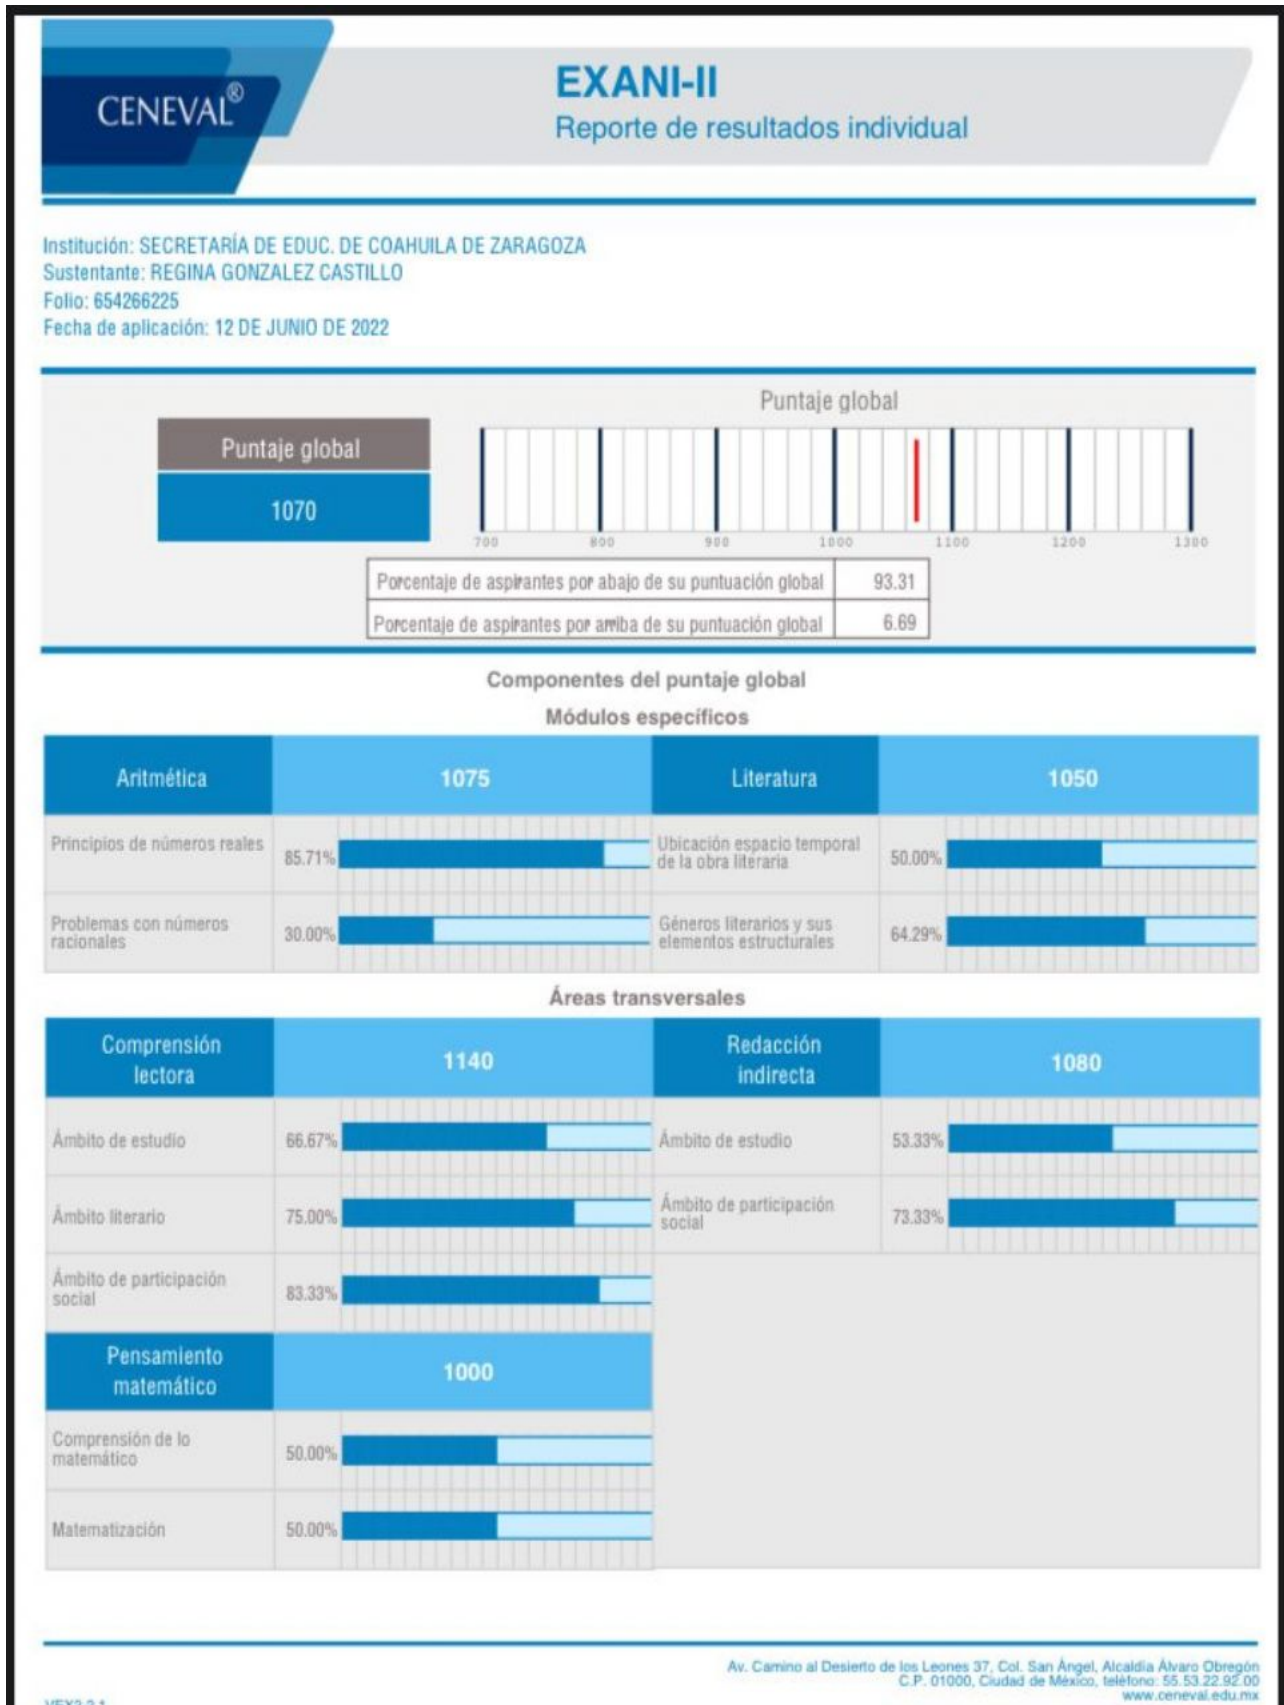 CENEVAL®
EXANI-II
Reporte de resultados individual
Institución: SECRETARÍA DE EDUC. DE COAHUILA DE ZARAGOZA
Sustentante: REGINA GONZALEZ CASTILLO
Folio: 654266225
Fecha de aplicación: 12 DE JUNIO DE 2022
Puntaje global
1070
Puntaje global
700 800 900 1000 1100 1200 1300
Porcentaje de aspirantes por abajo de su puntuación global 93.31
Porcentaje de aspirantes por arriba de su puntuación global 6.69
Componentes del puntaje global
Módulos específicos
Aritmética 1075
Principios de números reales 85.71%
Problemas con números
racionales 30.00%
Literatura 1050
Ubicación espacio temporal
de la obra literaria 50.00%
Géneros literarios y sus
elementos estructurales 64.29%
Áreas transversales
Comprensión
lectora 1140
Ámbito de estudio 66.67%
Ámbito literario 75.00%
Ámbito de participación
social 83.33%
Redacción
indirecta 1080
Ámbito de estudio 53.33%
Ámbito de participación
social 73.33%
Pensamiento
matemático 1000
Comprensión de lo
matemático 50.00%
Matematización 50.00%
Av. Camino al Desierto de los Leones 37, Col. San Ángel, Alcaldía Álvaro Obregón
C.P. 01000, Ciudad de México, teléfono: 55.53.22.92.00
www.ceneval.edu.mx